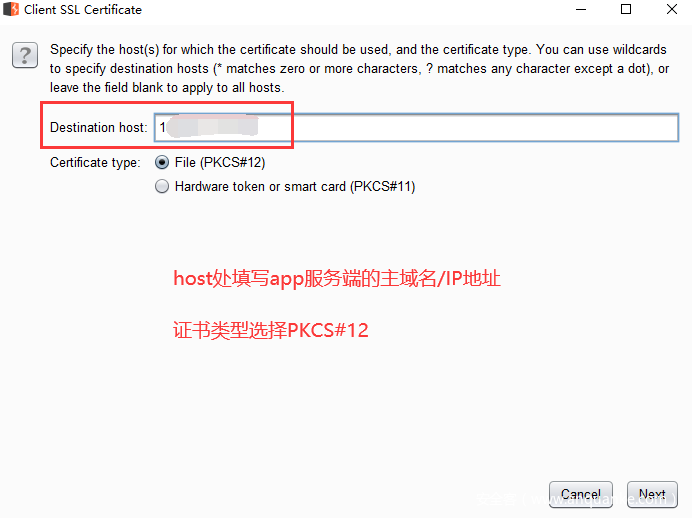 Client SSL Certificate
Specify the host(s) for which the certificate should be used, and the certificate type. You can use wildcards
to specify destination hosts (* matches zero or more characters, ? matches any character except a dot), or
leave the field blank to apply to all hosts.
Destination host: 1
Certificate type: File (PKCS#12)
Hardware token or smart card (PKCS#11)
host处填写app服务端的主域名/IP地址
证书类型选择PKCS#12
Cancel Next